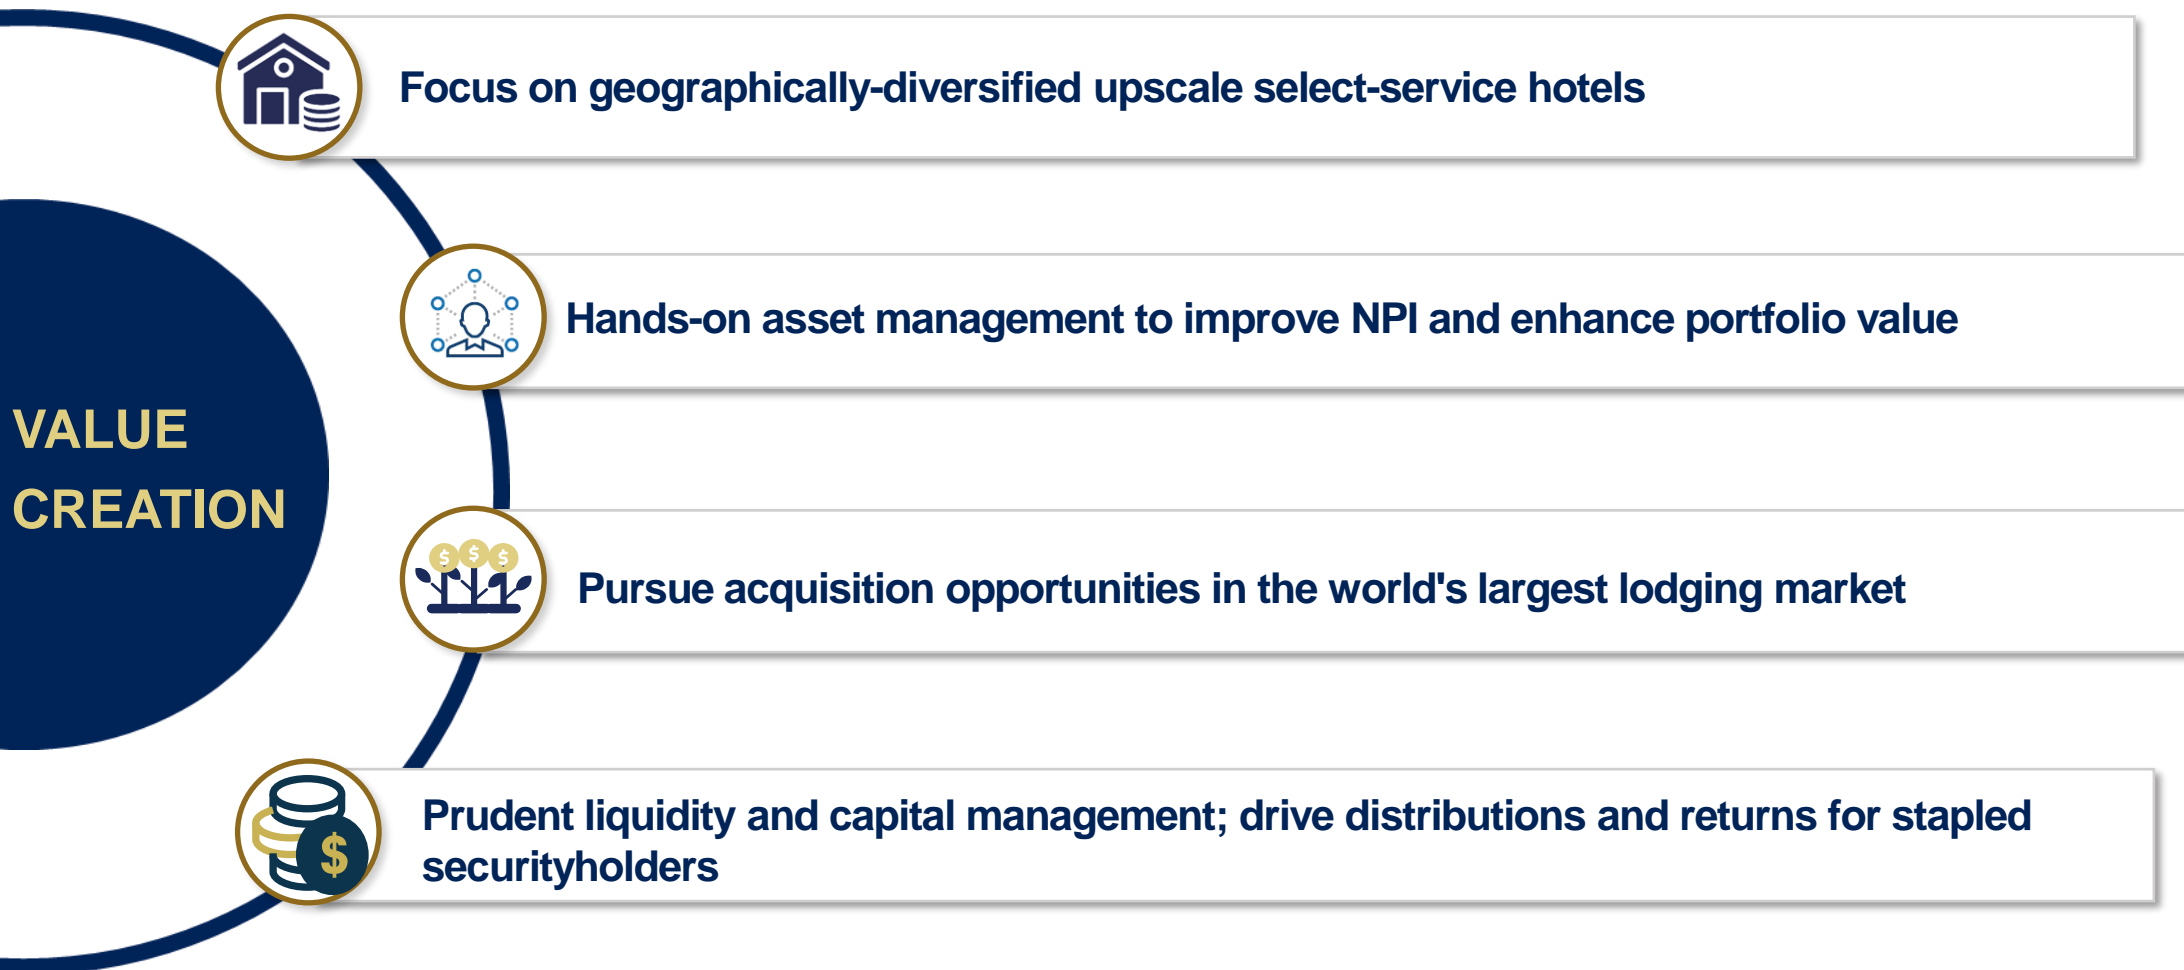 Focus on geographically-diversified upscale select-service hotels
Hands-on asset management to improve NPI and enhance portfolio value
VALUE
CREATION
Pursue acquisition opportunities in the world's largest lodging market
Prudent liquidity and capital management; drive distributions and returns for stapled
securityholders
$ $ $
$